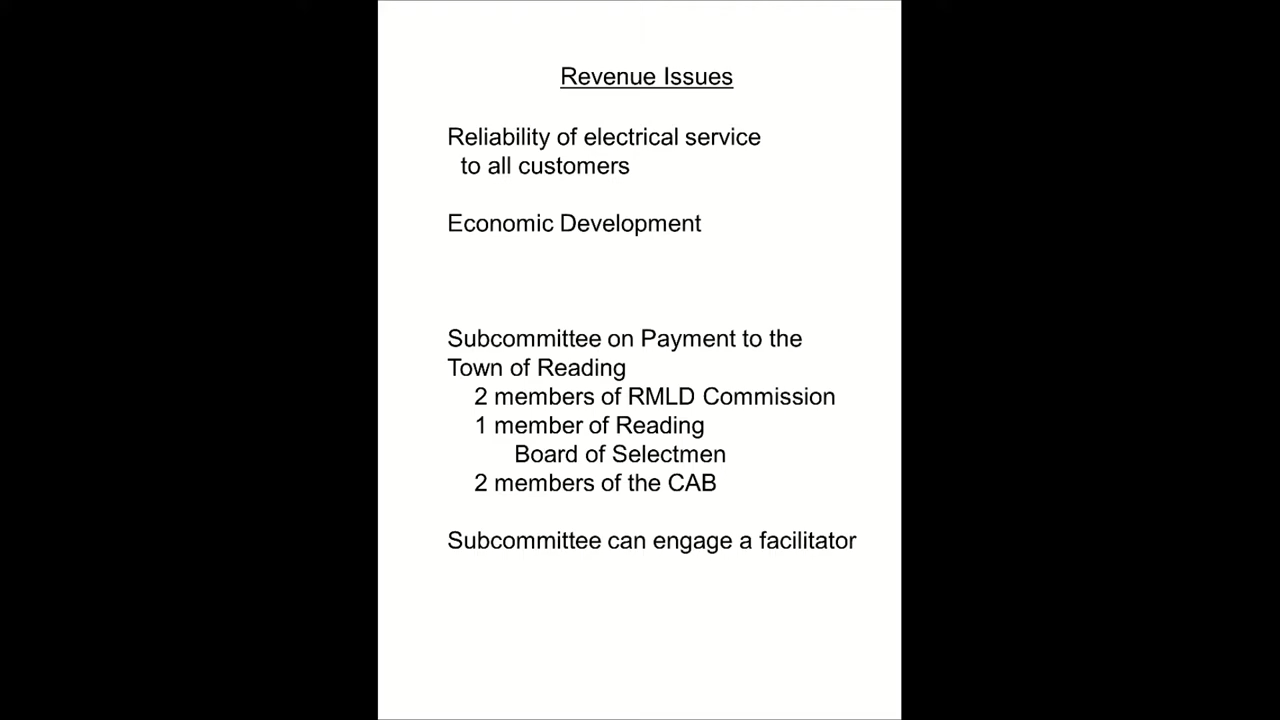 Revenue Issues
Reliability of electrical service
to all customers
Economic Development
Subcommittee on Payment to the
Town of Reading
2 members of RMLD Commission
1 member of Reading
Board of Selectmen
2 members of the CAB
Subcommittee can engage a facilitator